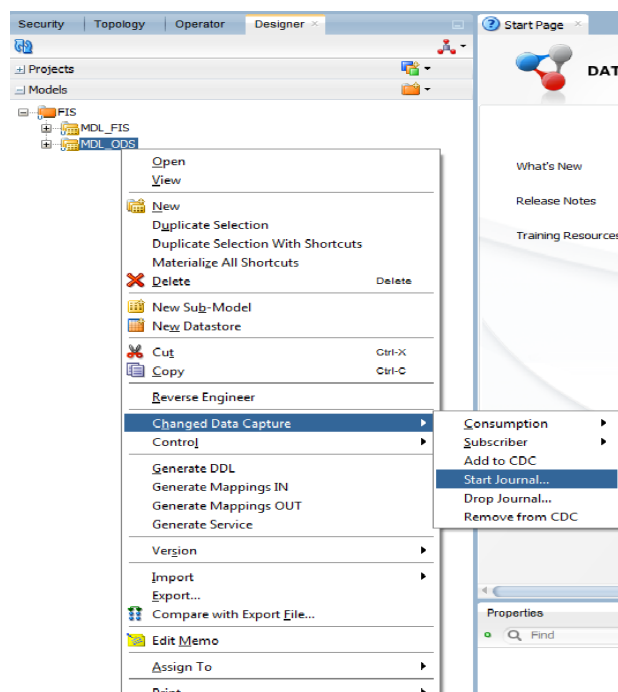 Security Topology Operator Designer
Start Page
Projects
DAT
Models
FIS
MDL_FIS
MDL_ODS
Open
View
What's New
New
Release Notes
Duplicate Selection
Duplicate Selection With Shortcuts
Training Resources
Materialize All Shortcuts
Delete Delete
New Sub-Model
New Datastore
Cut Ctrl-X
Copy Ctrl-C
Reverse Engineer
Changed Data Capture
Control
Generate DDL
Generate Mappings IN
Generate Mappings OUT
Generate Service
Version
Import
Export...
Compare with Export File...
Edit Memo
Assign To
Print
Consumption
Subscriber
Add to CDC
Start Journal...
Drop Journal...
Remove from CDC
Properties
Find